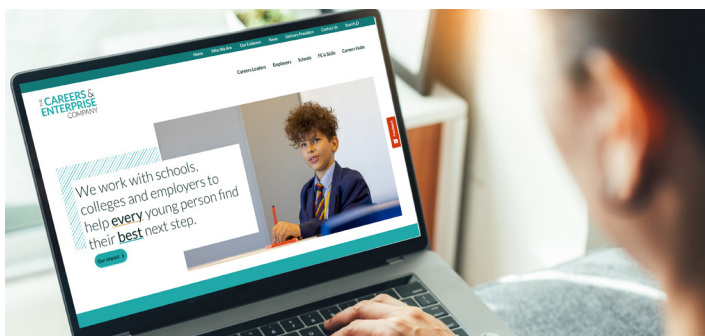 Home Who We Are Our Evidence News Delivery Providers Contact Us Search
Careers Leaders Employers Schools FE & Skills Careers Hubs
THE
CAREERS &
ENTERPRISE
COMPANY
Feedback
We work with schools,
colleges and employers to
help every young person find
their best next step.
Our impact